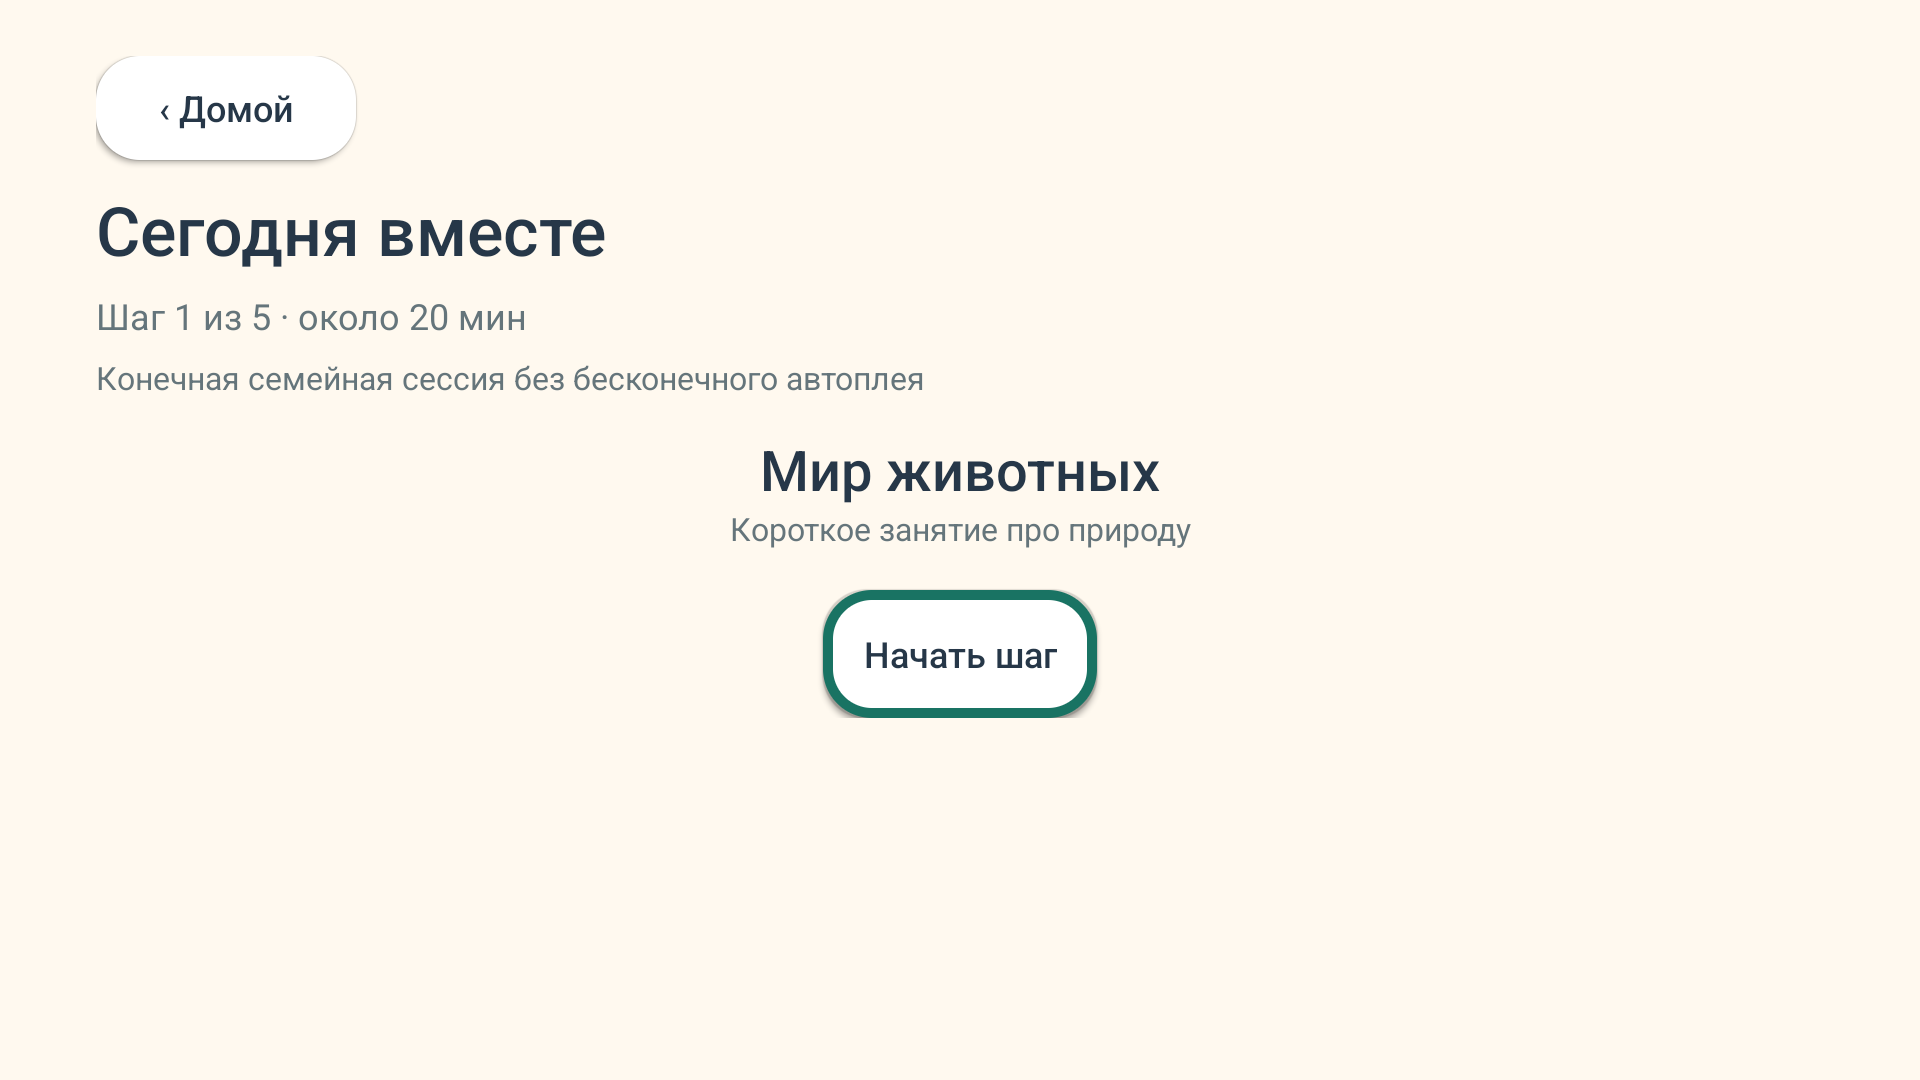 ‹ Домой
Сегодня вместе
Шаг 1 из 5 · около 20 мин
Конечная семейная сессия без бесконечного автоплея
Мир животных
Короткое занятие про природу
Начать шаг